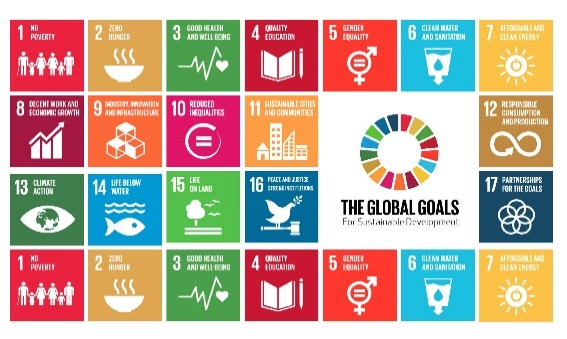 1 NO
POVERTY
2 ZERO
HUNGER
3 GOOD HEALTH
AND WELL-BEING
4 QUALITY
EDUCATION
5 GENDER
EQUALITY
6 CLEAN WATER
AND SANITATION
7 AFFORDABLE AND
CLEAN ENERGY
8 DECENT WORK AND
ECONOMIC GROWTH
9 INDUSTRY, INNOVATION
AND INFRASTRUCTURE
10 REDUCED
INEQUALITIES
11 SUSTAINABLE CITIES
AND COMMUNITIES
12 RESPONSIBLE
CONSUMPTION
AND PRODUCTION
13 CLIMATE
ACTION
14 LIFE BELOW
WATER
15 LIFE
ON LAND
16 PEACE AND JUSTICE
STRONG INSTITUTIONS
THE GLOBAL GOALS
For Sustainable Development
17 PARTNERSHIPS
FOR THE GOALS
1 NO
POVERTY
2 ZERO
HUNGER
3 GOOD HEALTH
AND WELL-BEING
4 QUALITY
EDUCATION
5 GENDER
EQUALITY
6 CLEAN WATER
AND SANITATION
7 AFFORDABLE AND
CLEAN ENERGY